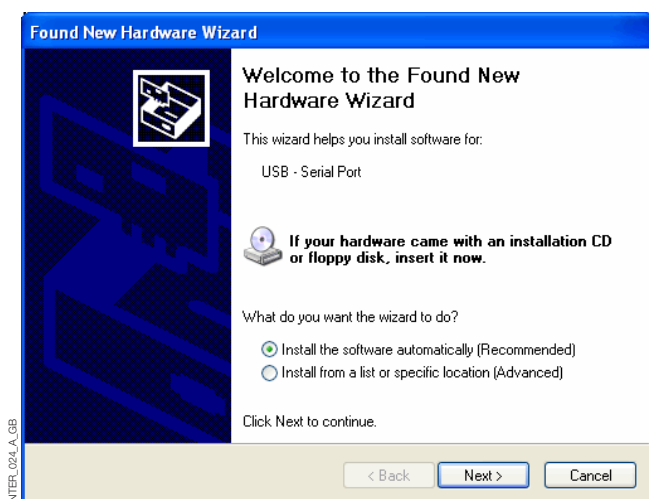 Found New Hardware Wizard
Welcome to the Found New
Hardware Wizard
This wizard helps you install software for:
USB - Serial Port
If your hardware came with an installation CD
or floppy disk, insert it now.
What do you want the wizard to do?
Install the software automatically (Recommended)
Install from a list or specific location (Advanced)
Click Next to continue.
< Back
Next >
Cancel